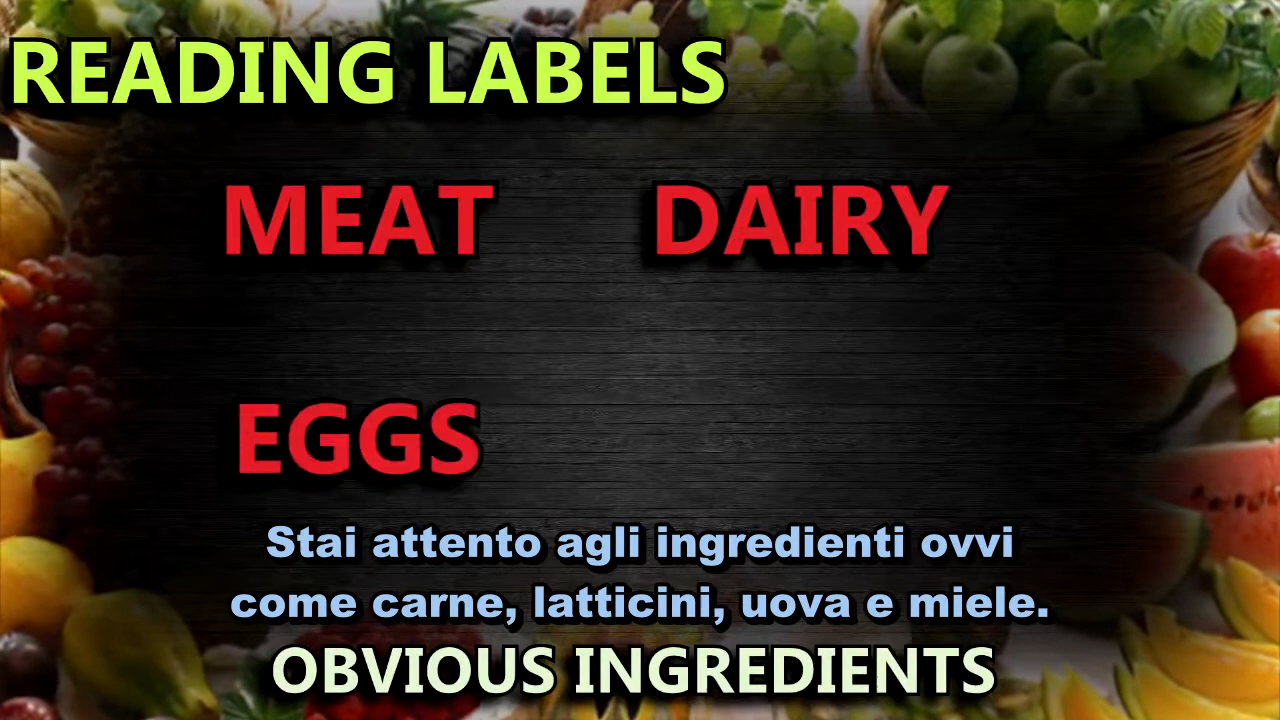 READING LABELS
MEAT DAIRY
EGGS
Stai attento agli ingredienti ovvi
come carne, latticini, uova e miele.
OBVIOUS INGREDIENTS